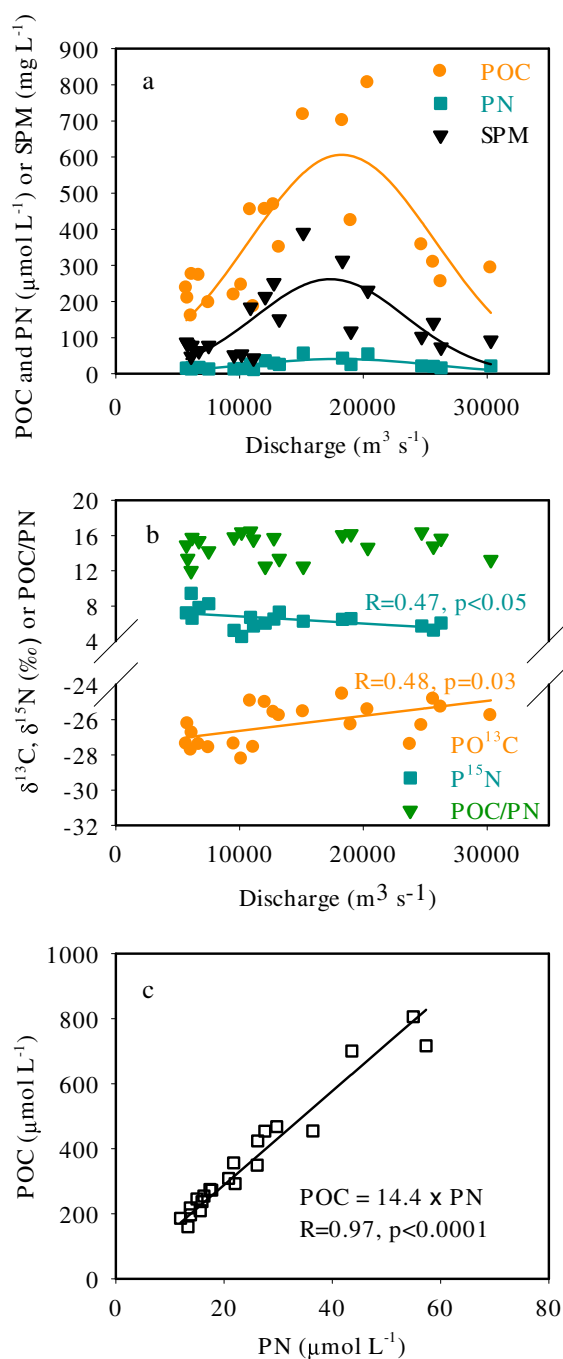 POC and PN (μmol L⁻¹) or SPM (mg L⁻¹)
900
800
700
600
500
400
300
200
100
0
a
POC
PN
SPM
0 10000 20000 30000
Discharge (m³ s⁻¹)
δ¹³C, δ¹⁵N (‰) or POC/PN
20
16
12
8
4
-24
-26
-28
-30
-32
b
R=0.47, p<0.05
R=0.48, p=0.03
PO¹³C
P¹⁵N
POC/PN
0 10000 20000 30000
Discharge (m³ s⁻¹)
POC (μmol L⁻¹)
1000
800
600
400
200
0
c
POC = 14.4 x PN
R=0.97, p<0.0001
0 20 40 60 80
PN (μmol L⁻¹)